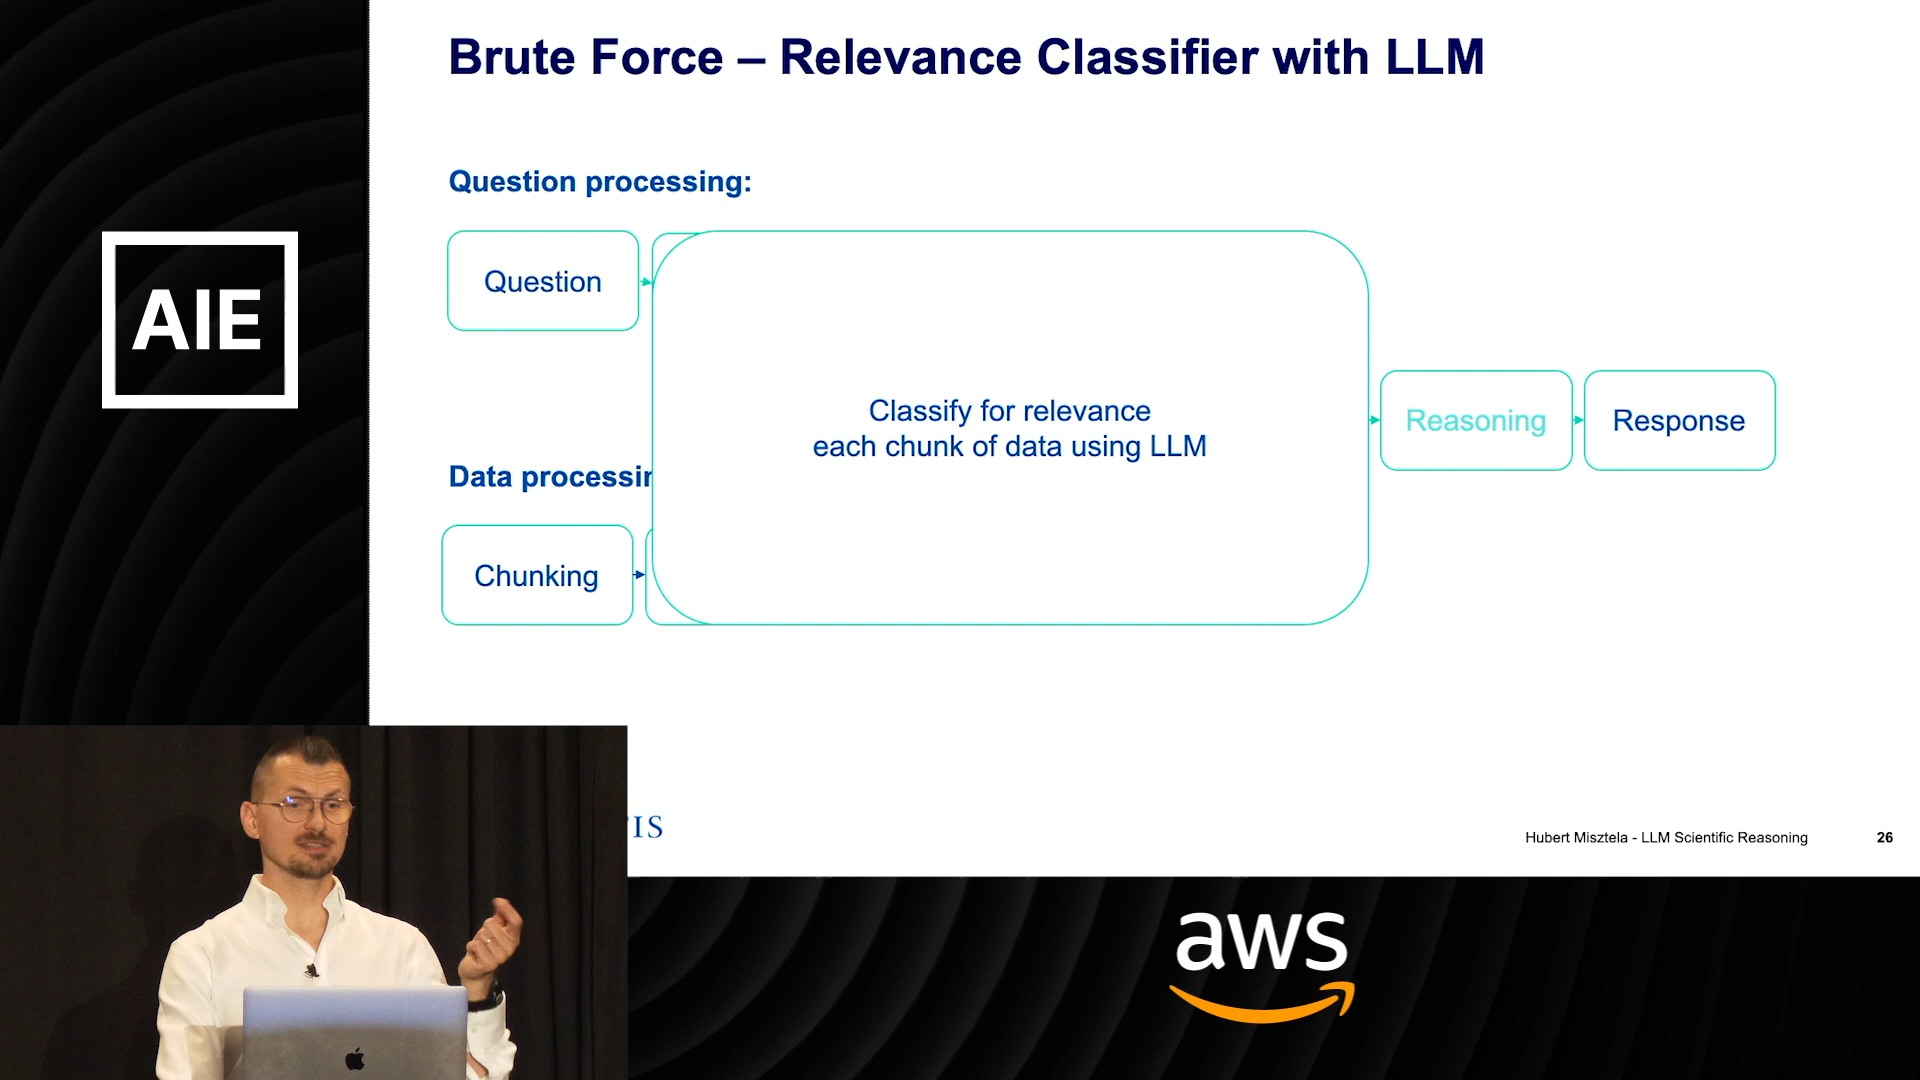 Brute Force – Relevance Classifier with LLM
AIE
Question processing:
Question
Classify for relevance
each chunk of data using LLM
Reasoning
Response
Data processin
Chunking
TIS
Hubert Misztela - LLM Scientific Reasoning
26
aws